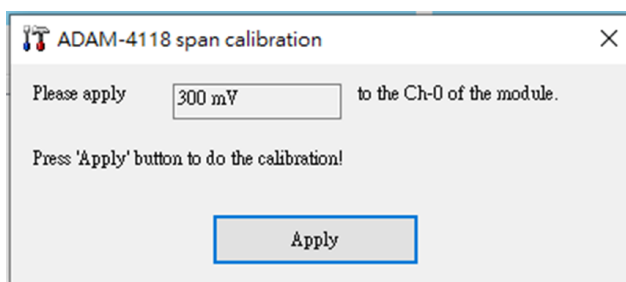 ADAM-4118 span calibration
Please apply 300 mV to the Ch-0 of the module.
Press 'Apply' button to do the calibration!
Apply